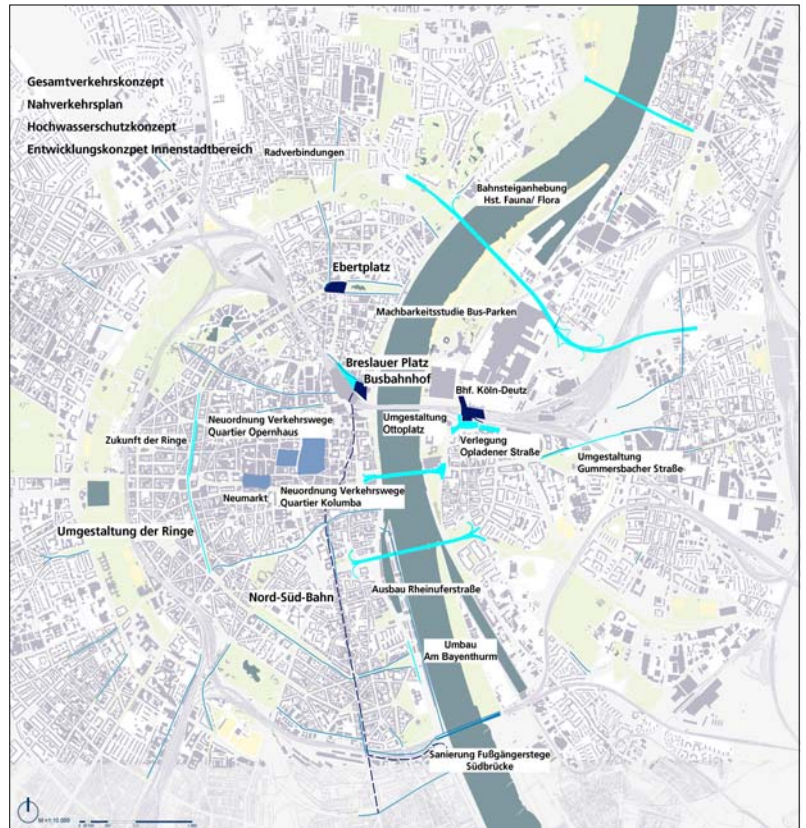 Gesamtverkehrskonzept
Nahverkehrsplan
Hochwasserschutzkonzept
Entwicklungskonzpet Innenstadtbereich
Radverbindungen
Bahnsteiganhebung
Hst. Fauna/ Flora
Ebertplatz
Machbarkeitsstudie Bus-Parken
Breslauer Platz
Busbahnhof
Bhf. Köln-Deutz
Neuordnung Verkehrswege
Quartier Opernhaus
Umgestaltung
Ottoplatz
Zukunft der Ringe
Verlegung
Opladener Straße
Umgestaltung
Gummersbacher Straße
Neumarkt
Neuordnung Verkehrswege
Quartier Kolumba
Umgestaltung der Ringe
Nord-Süd-Bahn
Ausbau Rheinuferstraße
Umbau
Am Bayenthurm
Sanierung Fußgängerstege
Südbrücke